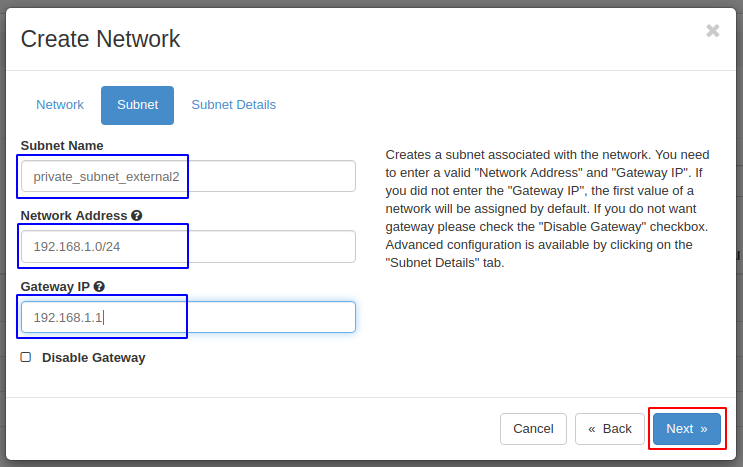 Create Network
Network
Subnet
Subnet Details
Subnet Name
private_subnet_external2
Network Address
192.168.1.0/24
Gateway IP
192.168.1.1
Disable Gateway
Creates a subnet associated with the network. You need
to enter a valid "Network Address" and "Gateway IP". If
you did not enter the "Gateway IP", the first value of a
network will be assigned by default. If you do not want
gateway please check the "Disable Gateway" checkbox.
Advanced configuration is available by clicking on the
"Subnet Details" tab.
Cancel
« Back
Next »